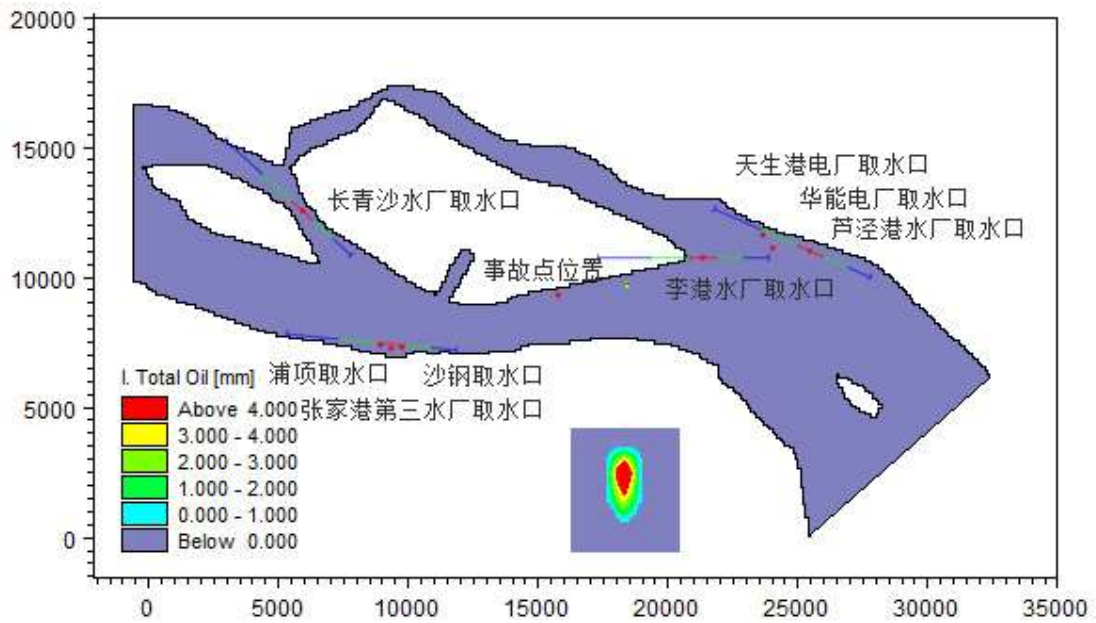 20000
15000
10000
5000
0
天生港电厂取水口
华能电厂取水口
芦泾港水厂取水口
长青沙水厂取水口
事故点位置
李港水厂取水口
浦项取水口
沙钢取水口
张家港第三水厂取水口
I. Total Oil [mm]
Above 4.000
3.000 - 4.000
2.000 - 3.000
1.000 - 2.000
0.000 - 1.000
Below 0.000
0 5000 10000 15000 20000 25000 30000 35000